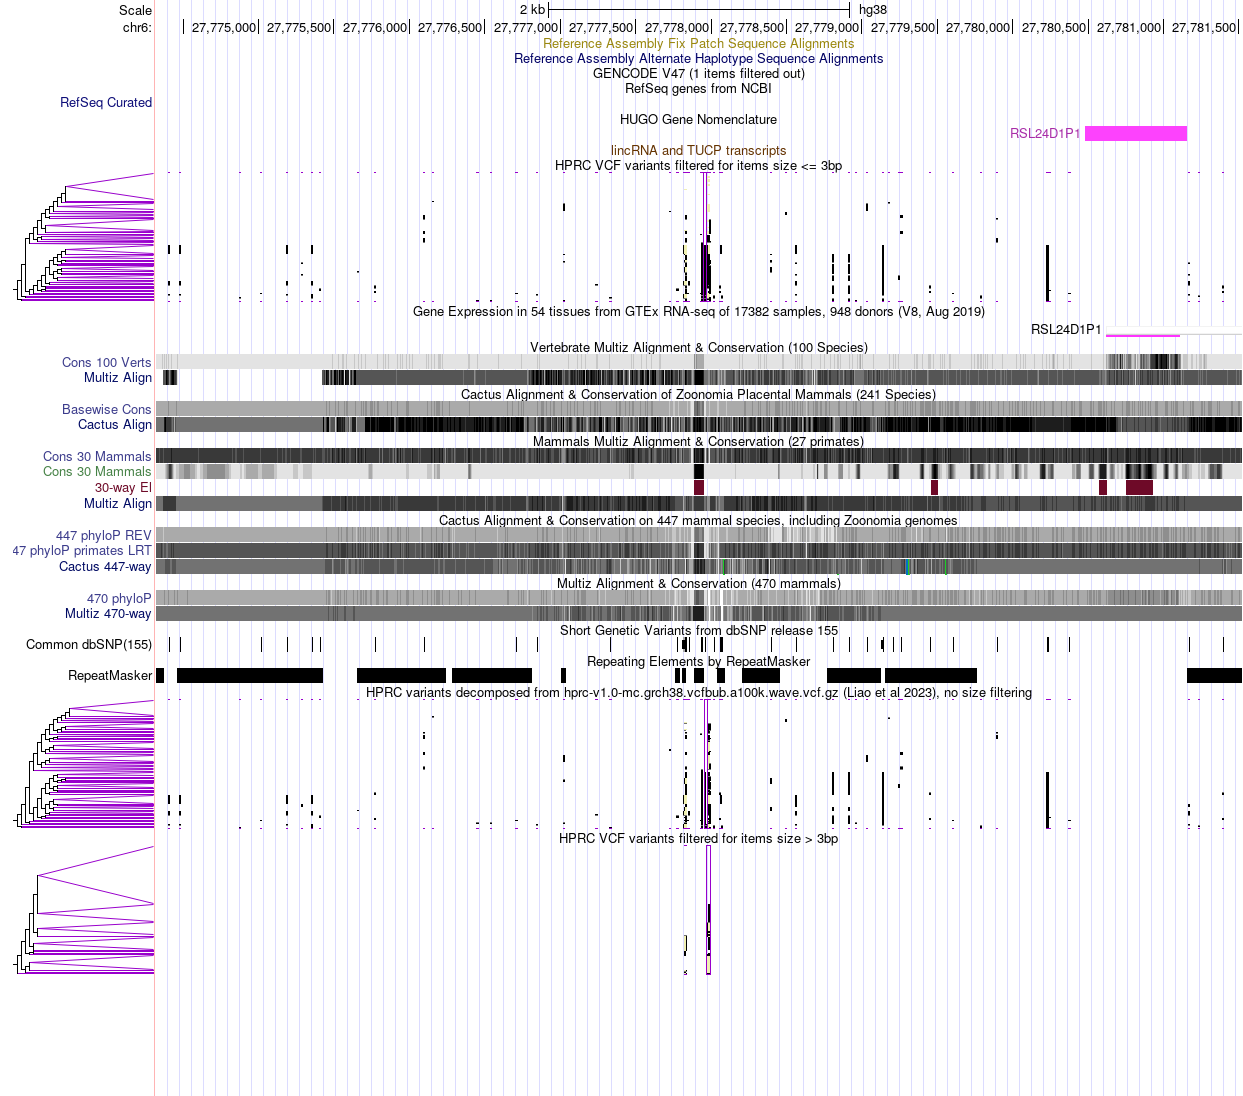 Scale 2 kb hg38
chr6: 27,775,000 27,775,500 27,776,000 27,776,500 27,777,000 27,777,500 27,778,000 27,778,500 27,779,000 27,779,500 27,780,000 27,780,500 27,781,000 27,781,500
Reference Assembly Fix Patch Sequence Alignments
Reference Assembly Alternate Haplotype Sequence Alignments
GENCODE V47 (1 items filtered out)
RefSeq genes from NCBI
RefSeq Curated
HUGO Gene Nomenclature
RSL24D1P1
lincRNA and TUCP transcripts
HPRC VCF variants filtered for items size <= 3bp
Gene Expression in 54 tissues from GTEx RNA-seq of 17382 samples, 948 donors (V8, Aug 2019)
RSL24D1P1
Vertebrate Multiz Alignment & Conservation (100 Species)
Cons 100 Verts
Multiz Align
Cactus Alignment & Conservation of Zoonomia Placental Mammals (241 Species)
Basewise Cons
Cactus Align
Mammals Multiz Alignment & Conservation (27 primates)
Cons 30 Mammals
Cons 30 Mammals
30-way El
Multiz Align
Cactus Alignment & Conservation on 447 mammal species, including Zoonomia genomes
447 phyloP REV
47 phyloP primates LRT
Cactus 447-way
Multiz Alignment & Conservation (470 mammals)
470 phyloP
Multiz 470-way
Short Genetic Variants from dbSNP release 155
Common dbSNP(155)
Repeating Elements by RepeatMasker
RepeatMasker
HPRC variants decomposed from hprc-v1.0-mc.grch38.vcfbub.a100k.wave.vcf.gz (Liao et al 2023), no size filtering
HPRC VCF variants filtered for items size > 3bp